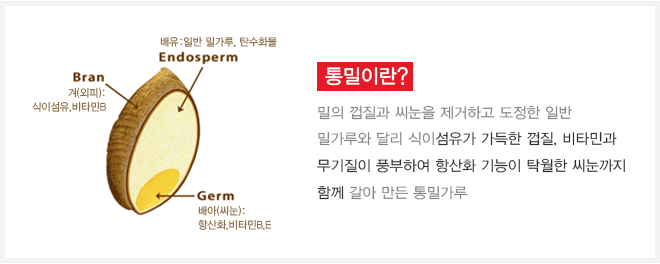 배유:일반 밀가루, 탄수화물
Endosperm
Bran
겨(외피):
식이섬유,비타민B
Germ
배아(씨눈):
항산화,비타민B,E
통밀이란?
밀의 껍질과 씨눈을 제거하고 도정한 일반
밀가루와 달리 식이섬유가 가득한 껍질, 비타민과
무기질이 풍부하여 항산화 기능이 탁월한 씨눈까지
함께 갈아 만든 통밀가루